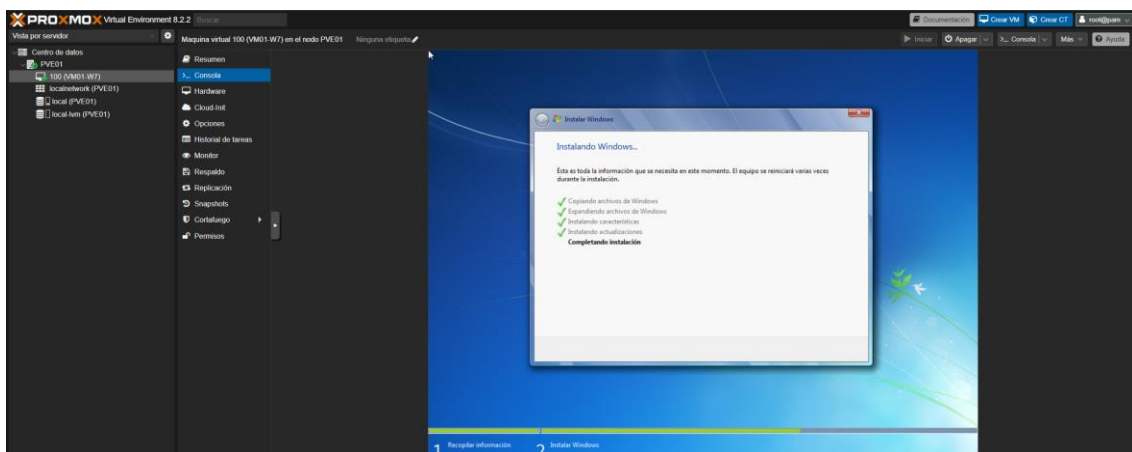 PROXMOX Virtual Environment 8.2.2 Buscar
Documentación Crear VM Crear CT root@pam
Vista por servidor
Maquina virtual 100 (VM01-W7) en el nodo PVE01 Ninguna etiqueta
Iniciar Apagar Consola Más Ayuda
Centro de datos
PVE01
100 (VM01-W7)
localnetwork (PVE01)
local (PVE01)
local-lvm (PVE01)
Resumen
>_ Consola
Hardware
Cloud-Init
Opciones
Historial de tareas
Monitor
Respaldo
Replicación
Snapshots
Cortafuego
Permisos
Instalar Windows
Instalando Windows...
Esta es toda la información que se necesita en este momento. El equipo se reiniciará varias veces
durante la instalación.
Copiando archivos de Windows
Expandiendo archivos de Windows
Instalando características
Instalando actualizaciones
Completando instalación
1 Recopilar información 2 Instalar Windows